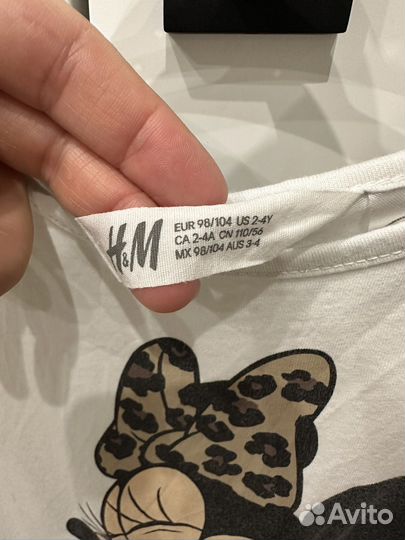 H&M
EUR 98/104 US 2-4Y
CA 2-4A CN 110/56
MX 98/104 AUS 3-4
Avito